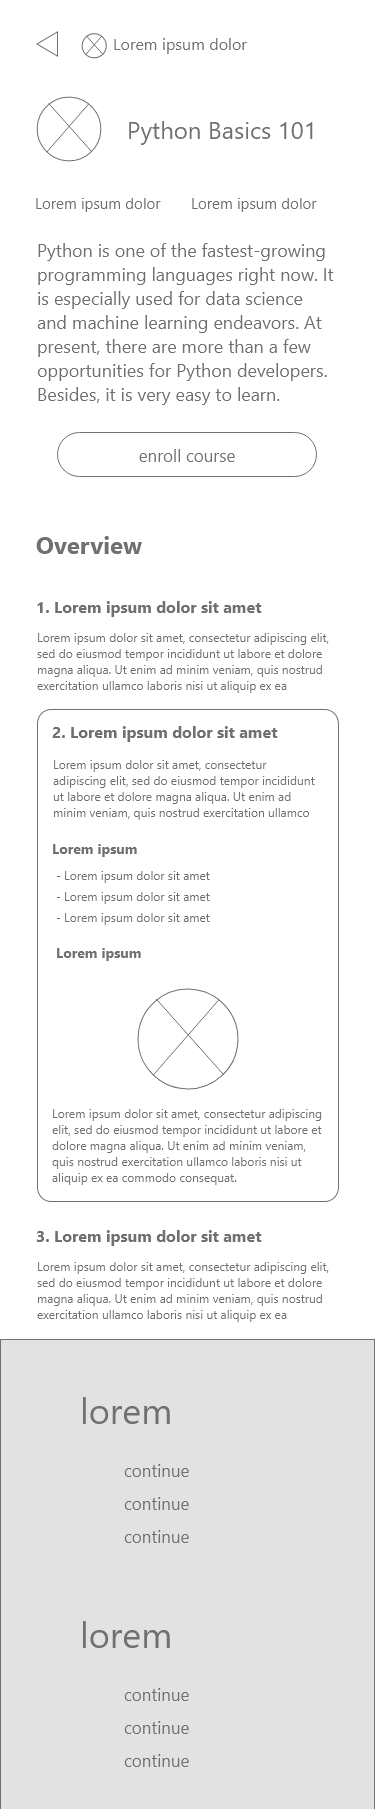 Lorem ipsum dolor
Python Basics 101
Lorem ipsum dolor
Lorem ipsum dolor
Python is one of the fastest-growing
programming languages right now. It
is especially used for data science
and machine learning endeavors. At
present, there are more than a few
opportunities for Python developers.
Besides, it is very easy to learn.
enroll course
Overview
1. Lorem ipsum dolor sit amet
Lorem ipsum dolor sit amet, consectetur adipiscing elit,
sed do eiusmod tempor incididunt ut labore et dolore
magna aliqua. Ut enim ad minim veniam, quis nostrud
exercitation ullamco laboris nisi ut aliquip ex ea
2. Lorem ipsum dolor sit amet
Lorem ipsum dolor sit amet, consectetur
adipiscing elit, sed do eiusmod tempor incididunt
ut labore et dolore magna aliqua. Ut enim ad
minim veniam, quis nostrud exercitation ullamco
Lorem ipsum
- Lorem ipsum dolor sit amet
- Lorem ipsum dolor sit amet
- Lorem ipsum dolor sit amet
Lorem ipsum
Lorem ipsum dolor sit amet, consectetur adipiscing
elit, sed do eiusmod tempor incididunt ut labore et
dolore magna aliqua. Ut enim ad minim veniam,
quis nostrud exercitation ullamco laboris nisi ut
aliquip ex ea commodo consequat.
3. Lorem ipsum dolor sit amet
Lorem ipsum dolor sit amet, consectetur adipiscing elit,
sed do eiusmod tempor incididunt ut labore et dolore
magna aliqua. Ut enim ad minim veniam, quis nostrud
exercitation ullamco laboris nisi ut aliquip ex ea
lorem
continue
continue
continue
lorem
continue
continue
continue